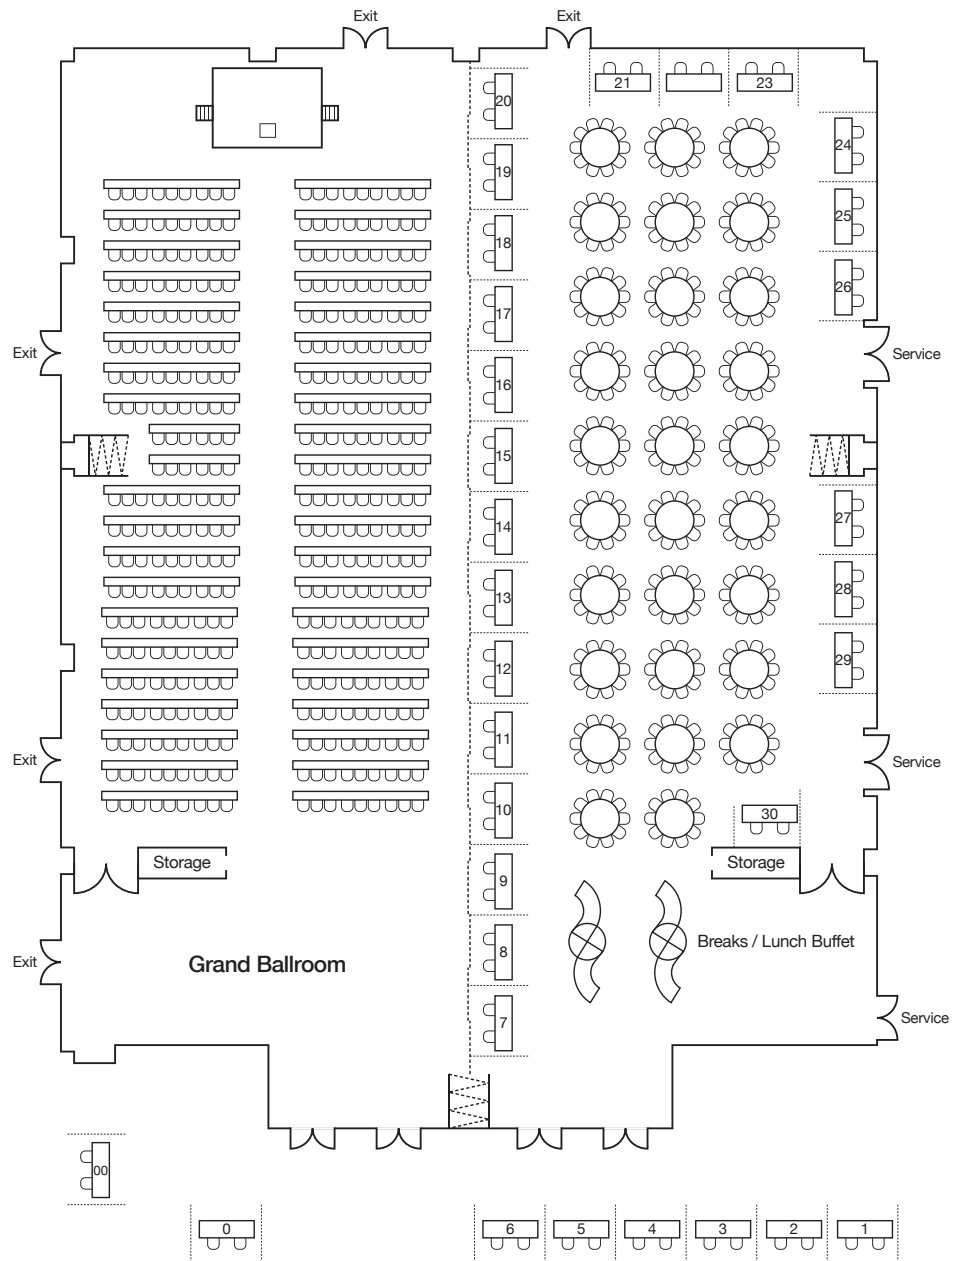 Exit
Exit
21
23
20
24
19
25
18
26
17
Exit
Service
16
15
27
14
28
13
29
12
11
Exit
Service
10
30
Storage
Storage
9
Breaks / Lunch Buffet
8
Exit
Grand Ballroom
7
Service
00
0
6
5
4
3
2
1